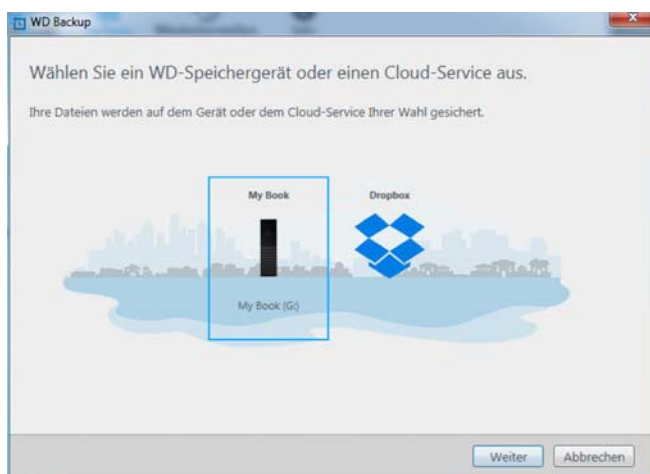 WD Backup
Wählen Sie ein WD-Speichergerät oder einen Cloud-Service aus.
Ihre Dateien werden auf dem Gerät oder dem Cloud-Service Ihrer Wahl gesichert.
My Book Dropbox
My Book (G:)
Weiter Abbrechen